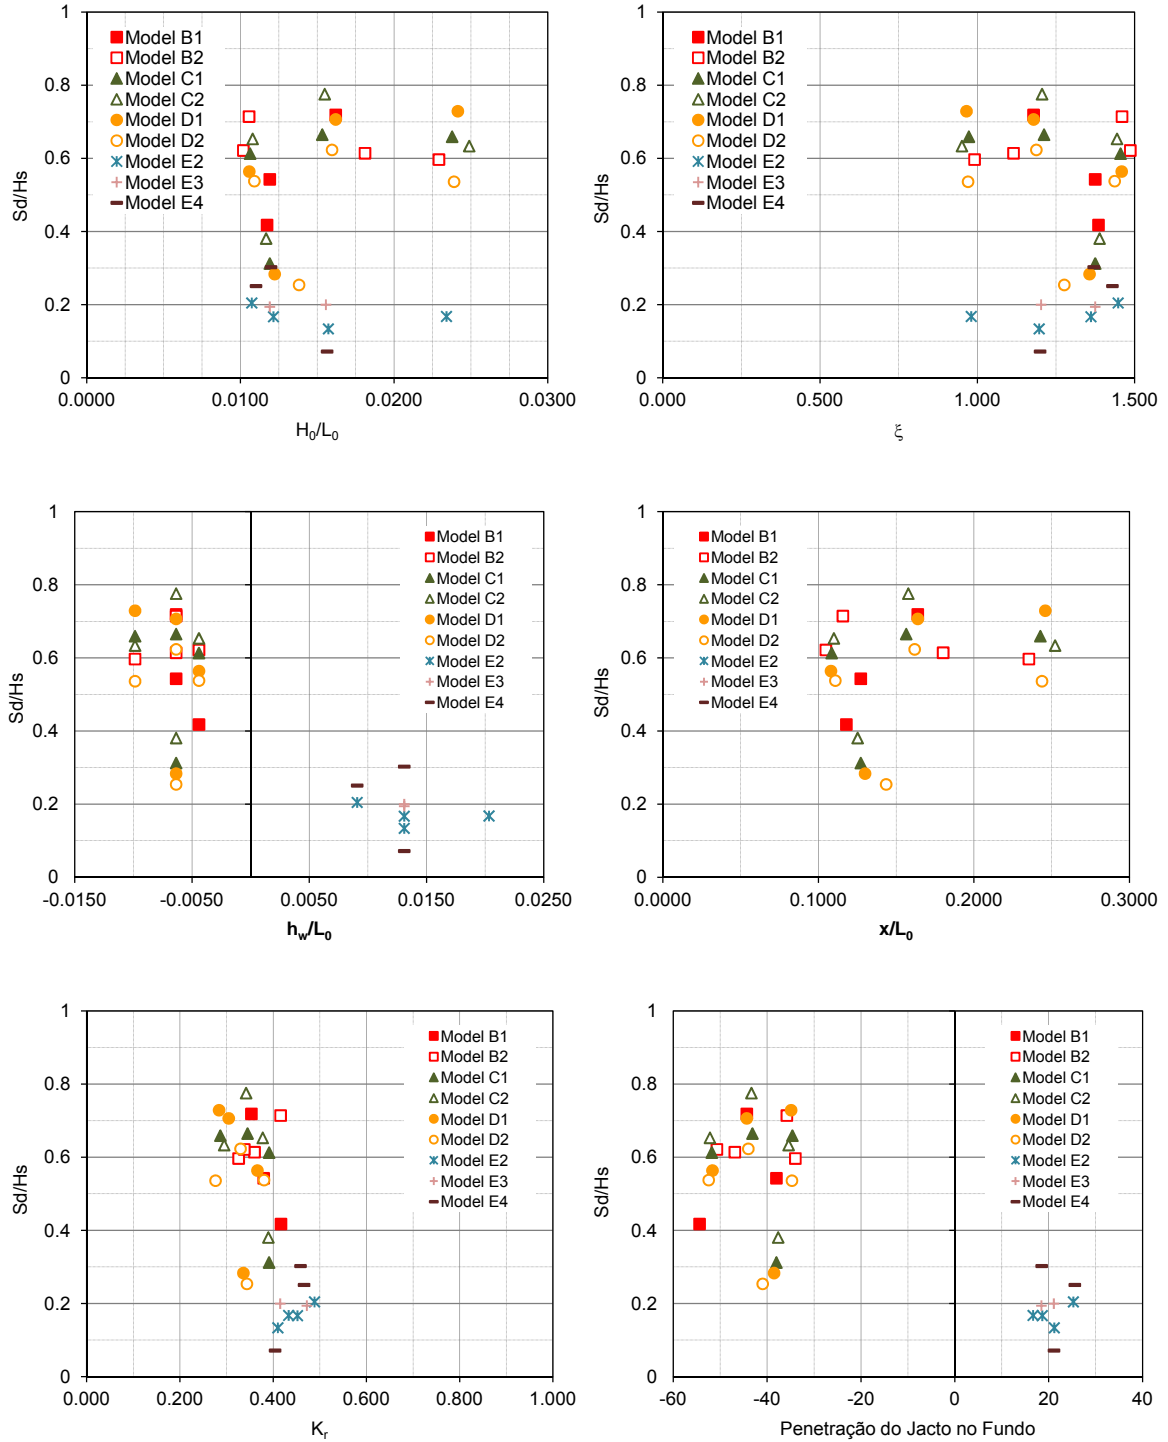 1
0.8
0.6
0.4
0.2
0
Sd/Hs
Model B1
Model B2
Model C1
Model C2
Model D1
Model D2
Model E2
Model E3
Model E4
0.0000 0.0100 0.0200 0.0300
H₀/L₀
1
0.8
0.6
0.4
0.2
0
Sd/Hs
Model B1
Model B2
Model C1
Model C2
Model D1
Model D2
Model E2
Model E3
Model E4
0.000 0.500 1.000 1.500
ξ
1
0.8
0.6
0.4
0.2
0
Sd/Hs
Model B1
Model B2
Model C1
Model C2
Model D1
Model D2
Model E2
Model E3
Model E4
-0.0150 -0.0050 0.0050 0.0150 0.0250
h_w/L₀
1
0.8
0.6
0.4
0.2
0
Sd/Hs
Model B1
Model B2
Model C1
Model C2
Model D1
Model D2
Model E2
Model E3
Model E4
0.0000 0.1000 0.2000 0.3000
x/L₀
1
0.8
0.6
0.4
0.2
0
Sd/Hs
Model B1
Model B2
Model C1
Model C2
Model D1
Model D2
Model E2
Model E3
Model E4
0.000 0.200 0.400 0.600 0.800 1.000
K_r
1
0.8
0.6
0.4
0.2
0
Sd/Hs
Model B1
Model B2
Model C1
Model C2
Model D1
Model D2
Model E2
Model E3
Model E4
-60 -40 -20 0 20 40
Penetração do Jacto no Fundo